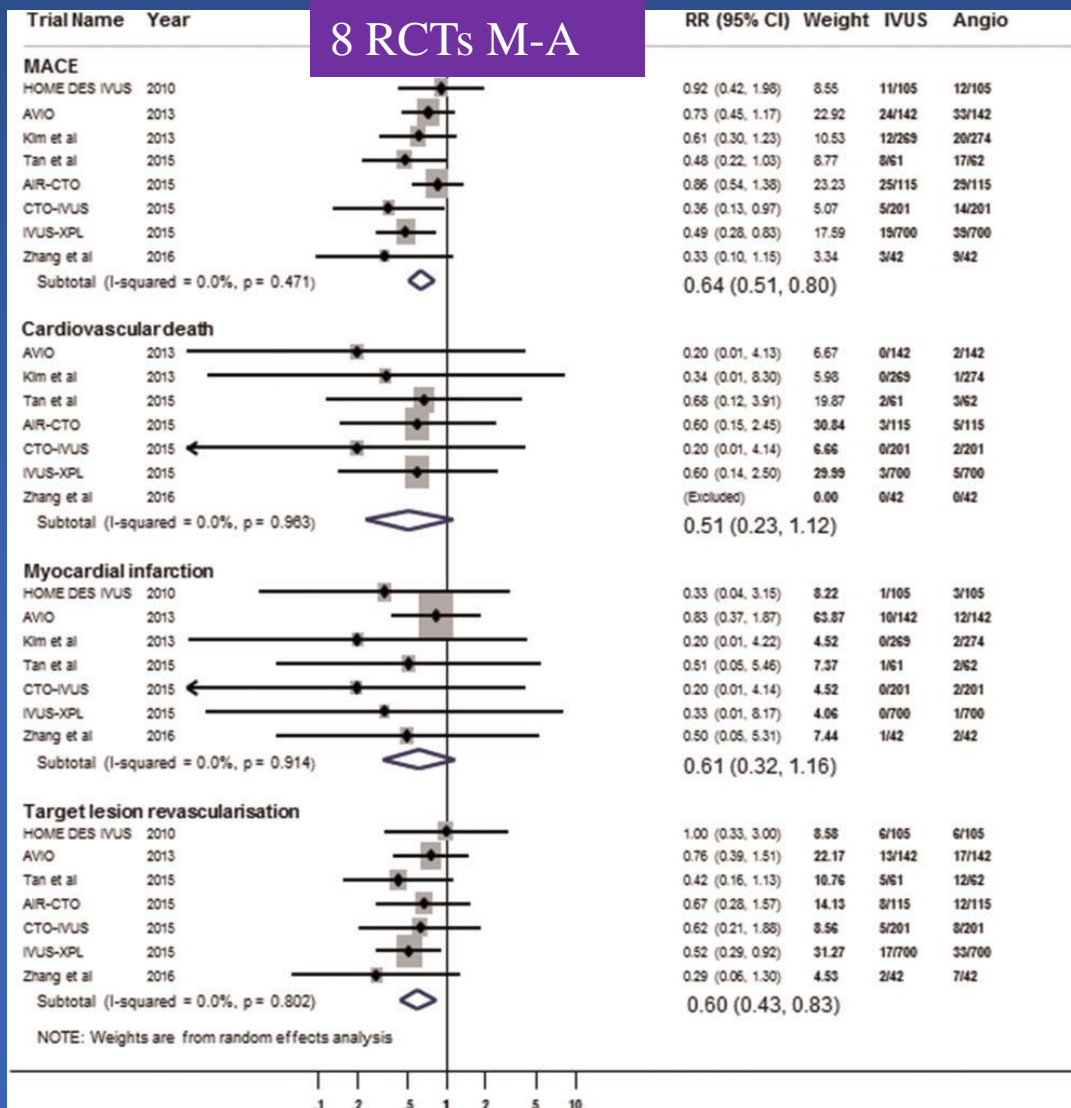 8 RCTs M-A
Trial Name Year RR (95% CI) Weight IVUS Angio
MACE
HOME DES IVUS 2010 0.92 (0.42, 1.98) 8.55 11/105 12/105
AVIO 2013 0.73 (0.45, 1.17) 22.92 24/142 33/142
Kim et al 2013 0.61 (0.30, 1.23) 10.53 12/269 20/274
Tan et al 2015 0.48 (0.22, 1.03) 8.77 8/61 17/62
AIR-CTO 2015 0.86 (0.54, 1.38) 23.23 25/115 29/115
CTO-IVUS 2015 0.36 (0.13, 0.97) 5.07 5/201 14/201
IVUS-XPL 2015 0.49 (0.28, 0.83) 17.59 19/700 39/700
Zhang et al 2016 0.33 (0.10, 1.15) 3.34 3/42 9/42
Subtotal (I-squared = 0.0%, p = 0.471) 0.64 (0.51, 0.80)
Cardiovascular death
AVIO 2013 0.20 (0.01, 4.13) 6.67 0/142 2/142
Kim et al 2013 0.34 (0.01, 8.30) 5.98 0/269 1/274
Tan et al 2015 0.68 (0.12, 3.91) 19.87 2/61 3/62
AIR-CTO 2015 0.60 (0.15, 2.45) 30.84 3/115 5/115
CTO-IVUS 2015 0.20 (0.01, 4.14) 6.66 0/201 2/201
IVUS-XPL 2015 0.60 (0.14, 2.50) 29.99 3/700 5/700
Zhang et al 2016 (Excluded) 0.00 0/42 0/42
Subtotal (I-squared = 0.0%, p = 0.963) 0.51 (0.23, 1.12)
Myocardial infarction
HOME DES IVUS 2010 0.33 (0.04, 3.15) 8.22 1/105 3/105
AVIO 2013 0.83 (0.37, 1.87) 63.87 10/142 12/142
Kim et al 2013 0.20 (0.01, 4.22) 4.52 0/269 2/274
Tan et al 2015 0.51 (0.05, 5.46) 7.37 1/61 2/62
CTO-IVUS 2015 0.20 (0.01, 4.14) 4.52 0/201 2/201
IVUS-XPL 2015 0.33 (0.01, 8.17) 4.06 0/700 1/700
Zhang et al 2016 0.50 (0.05, 5.31) 7.44 1/42 2/42
Subtotal (I-squared = 0.0%, p = 0.914) 0.61 (0.32, 1.16)
Target lesion revascularisation
HOME DES IVUS 2010 1.00 (0.33, 3.00) 8.58 6/105 6/105
AVIO 2013 0.76 (0.39, 1.51) 22.17 13/142 17/142
Tan et al 2015 0.42 (0.16, 1.13) 10.76 5/61 12/62
AIR-CTO 2015 0.67 (0.28, 1.57) 14.13 8/115 12/115
CTO-IVUS 2015 0.62 (0.21, 1.88) 8.56 5/201 8/201
IVUS-XPL 2015 0.52 (0.29, 0.92) 31.27 17/700 33/700
Zhang et al 2016 0.29 (0.06, 1.30) 4.53 2/42 7/42
Subtotal (I-squared = 0.0%, p = 0.802) 0.60 (0.43, 0.83)
NOTE: Weights are from random effects analysis
.1 .2 .5 1 2 5 10